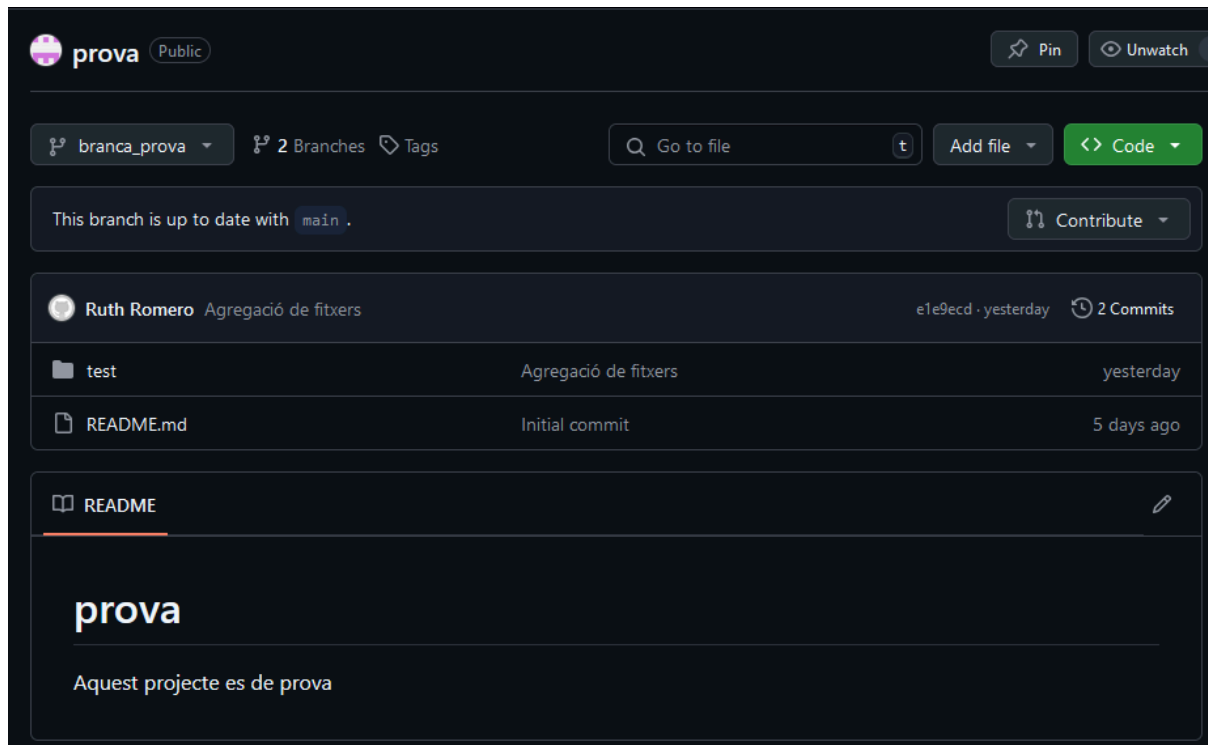 prova Public Pin Unwatch
branca_prova 2 Branches Tags Go to file t Add file Code
This branch is up to date with main .
Contribute
Ruth Romero Agregació de fitxers e1e9ecd · yesterday 2 Commits
test Agregació de fitxers yesterday
README.md Initial commit 5 days ago
README
prova
Aquest projecte es de prova